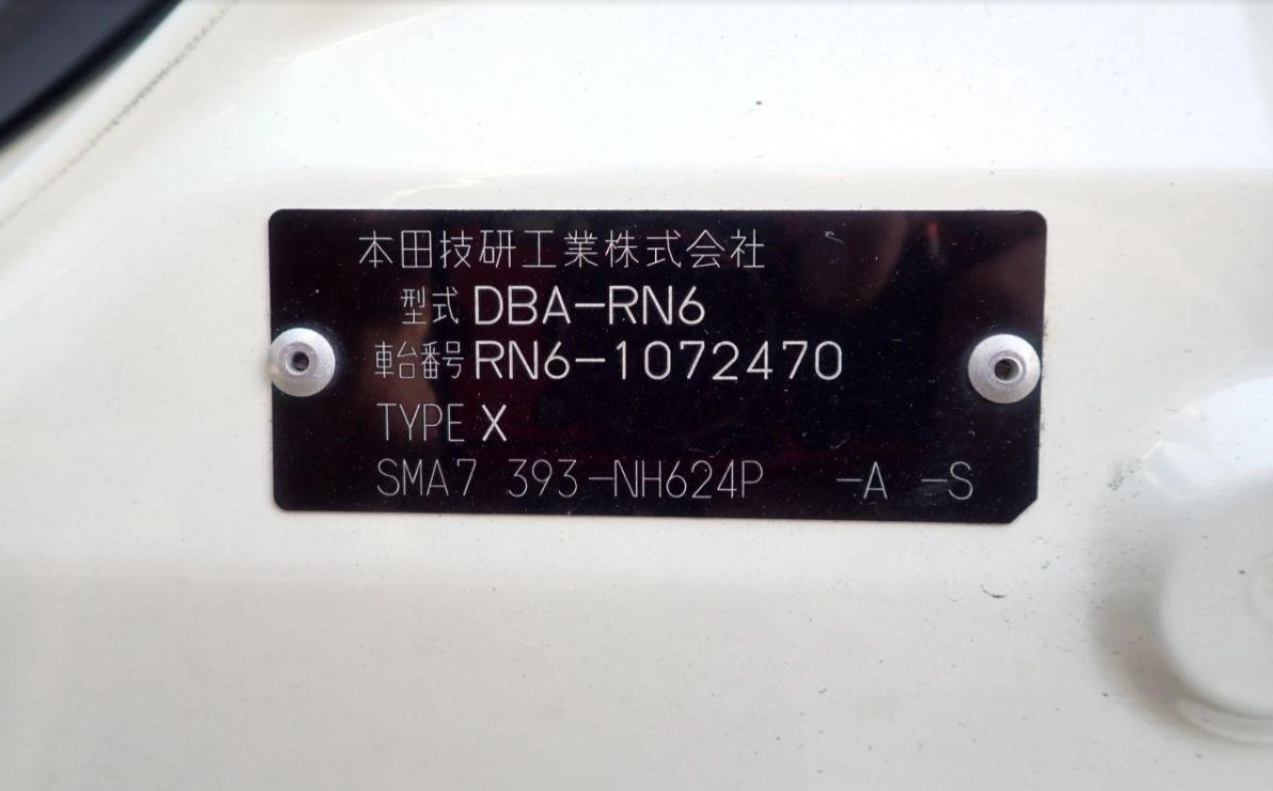 本田技研工業株式会社
型式 DBA-RN6
車台番号 RN6-1072470
TYPE X
SMA7 393-NH624P -A -S